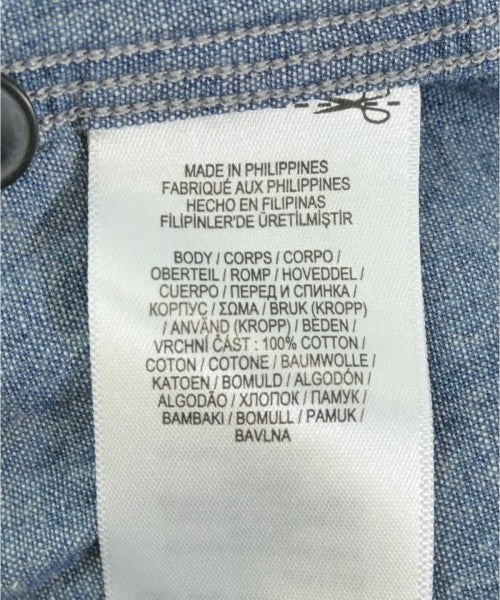 MADE IN PHILIPPINES
FABRIQUÉ AUX PHILIPPINES
HECHO EN FILIPINAS
FİLİPİNLER'DE ÜRETİLMİŞTİR
BODY / CORPS / CORPO /
OBERTEIL / ROMP / HOVEDDEL /
CUERPO / ПЕРЕД И СПИНКА /
КОРПУС / ΣΩΜΑ / BRUK (KROPP)
/ ANVÄND (KROPP) / BEDEN /
VRCHNÍ ČÁST : 100% COTTON /
COTON / COTONE / BAUMWOLLE /
KATOEN / BOMULD / ALGODÓN /
ALGODÃO / ХЛОПОК / ПАМУК /
BAMBAKI / BOMULL / PAMUK /
BAVLNA